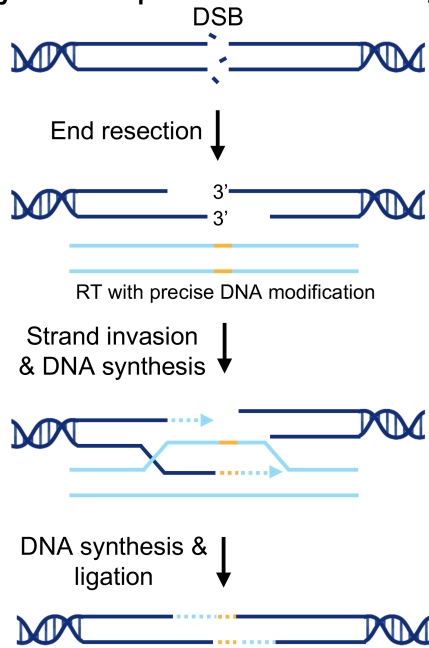 DSB
End resection
3’
3’
RT with precise DNA modification
Strand invasion
& DNA synthesis
DNA synthesis &
ligation